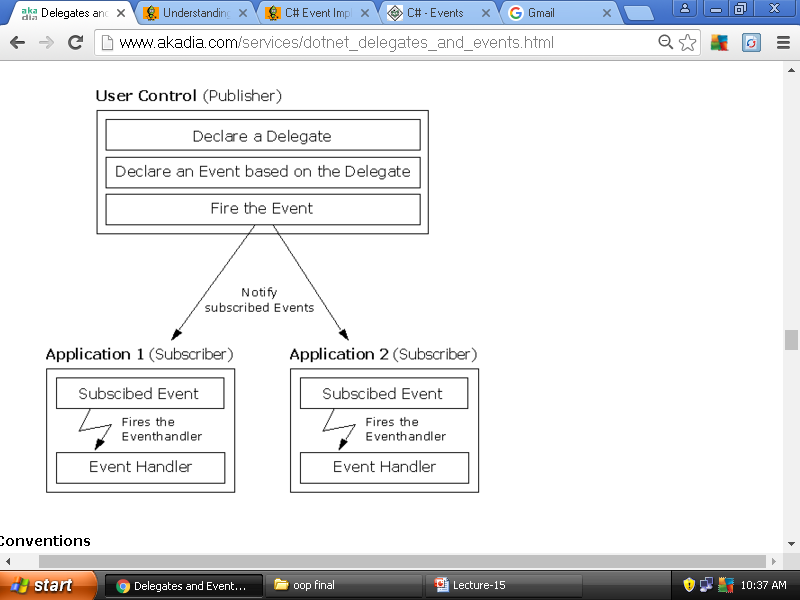 aka
dia
Delegates and
Understanding
C# Event Impl
C# - Events
Gmail
www.akadia.com/services/dotnet_delegates_and_events.html
User Control (Publisher)
Declare a Delegate
Declare an Event based on the Delegate
Fire the Event
Notify
subscribed Events
Application 1 (Subscriber)
Application 2 (Subscriber)
Subscibed Event
Subscibed Event
Fires the
Eventhandler
Fires the
Eventhandler
Event Handler
Event Handler
Conventions
start
Delegates and Event...
oop final
Lecture-15
10:37 AM